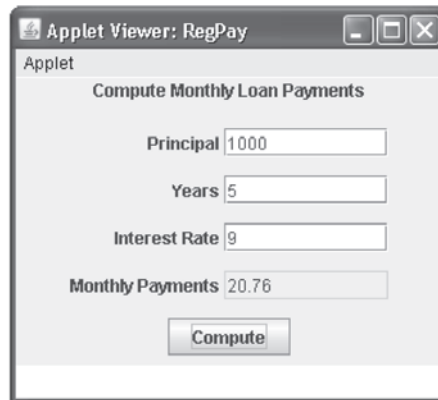 Applet Viewer: RegPay
Applet
Compute Monthly Loan Payments
Principal 1000
Years 5
Interest Rate 9
Monthly Payments 20.76
Compute